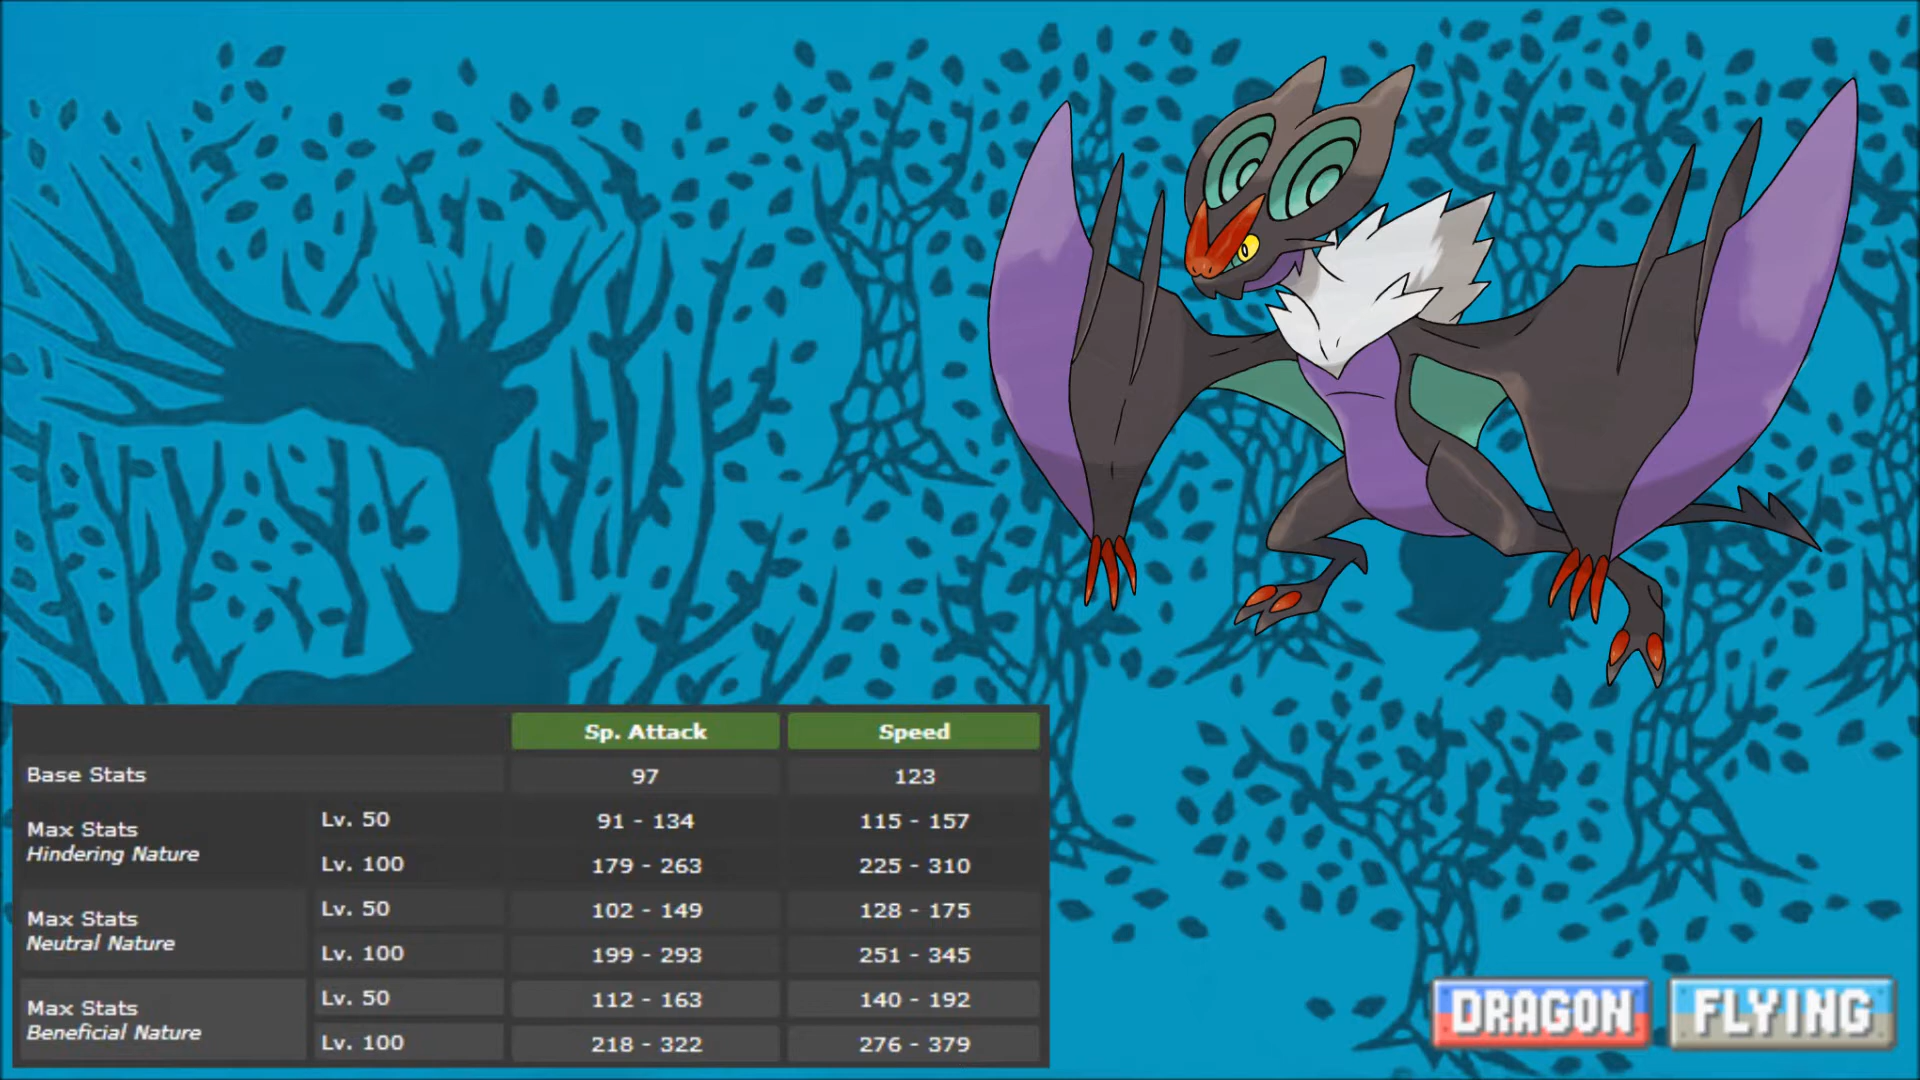 Sp. Attack Speed
Base Stats 97 123
Max Stats
Hindering Nature
Lv. 50 91 - 134 115 - 157
Lv. 100 179 - 263 225 - 310
Max Stats
Neutral Nature
Lv. 50 102 - 149 128 - 175
Lv. 100 199 - 293 251 - 345
Max Stats
Beneficial Nature
Lv. 50 112 - 163 140 - 192
Lv. 100 218 - 322 276 - 379
DRAGON FLYING